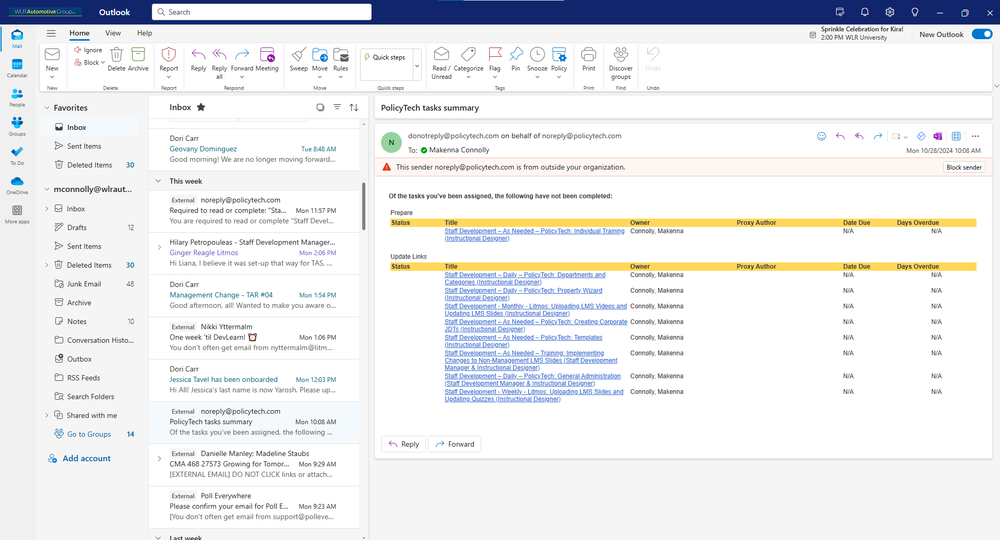 WLR AutomotiveGroup
Outlook
Search
Home
View
Help
Sprinkle Celebration for Kira!
2:00 PM WLR University
New Outlook
New
New
Ignore
Block
Delete
Archive
Delete
Report
Report
Reply
Reply all
Forward
Meeting
Respond
Sweep
Move
Rules
Move
Quick steps
Quick steps
Read / Unread
Categorize
Flag
Pin
Snooze
Policy
Tags
Print
Print
Discover groups
Find
Undo
Undo
Mail
Calendar
People
Groups
To Do
OneDrive
More apps
Favorites
Inbox
Sent Items
Deleted Items 30
mconnolly@wlraut...
Inbox
Drafts 12
Sent Items
Deleted Items 30
Junk Email 48
Archive
Notes 10
Conversation Histo...
Outbox
RSS Feeds
Search Folders
Shared with me
Go to Groups 14
Add account
Inbox
Dori Carr
Geovany Dominguez Tue 8:48 AM
Good morning! We are no longer moving forward...
This week
External noreply@policytech.com
Required to read or complete: "Sta... Mon 11:57 PM
You are required to read or complete "Staff Devel...
Hilary Petropouleas - Staff Development Manager...
Ginger Reagle Litmos Mon 2:06 PM
Hi Liana, I believe it was set-up that way for TAS, ...
Dori Carr
Management Change - TAR #04 Mon 1:54 PM
Good afternoon, all! Wanted to make you aware o...
External Nikki Yttermalm
One week 'til DevLearn! ⏰ Mon 1:06 PM
You don't often get email from nyttermalm@litm...
Dori Carr
Jessica Tavel has been onboarded Mon 12:03 PM
Hi All! Jessica's last name is now Yarosh. Please up...
External noreply@policytech.com
PolicyTech tasks summary Mon 10:08 AM
Of the tasks you've been assigned, the following ...
External Danielle Manley; Madeline Staubs
CMA 468 27573 Growing for Tomor... Mon 9:29 AM
[EXTERNAL EMAIL] DO NOT CLICK links or attach...
External Poll Everywhere
Please confirm your email for Poll E... Mon 9:23 AM
[You don't often get email from support@polleve...
Last week
PolicyTech tasks summary
N
donotreply@policytech.com on behalf of noreply@policytech.com
To: Makenna Connolly
Mon 10/28/2024 10:08 AM
This sender noreply@policytech.com is from outside your organization.
Block sender
Of the tasks you've been assigned, the following have not been completed:
Prepare
Status Title Owner Proxy Author Date Due Days Overdue
Staff Development – As Needed – PolicyTech: Individual Training Connolly, Makenna N/A N/A
(Instructional Designer)
Update Links
Status Title Owner Proxy Author Date Due Days Overdue
Staff Development – Daily – PolicyTech: Departments and Connolly, Makenna N/A N/A
Categories (Instructional Designer)
Staff Development – Daily – PolicyTech: Property Wizard Connolly, Makenna N/A N/A
(Instructional Designer)
Staff Development - Monthly - Litmos: Uploading LMS Videos and Connolly, Makenna N/A N/A
Updating LMS Slides (Instructional Designer)
Staff Development – As Needed – PolicyTech: Creating Corporate Connolly, Makenna N/A N/A
JDTs (Instructional Designer)
Staff Development – As Needed – PolicyTech: Templates Connolly, Makenna N/A N/A
(Instructional Designer)
Staff Development – As Needed – Training: Implementing Connolly, Makenna N/A N/A
Changes to Non-Management LMS Slides (Staff Development
Manager & Instructional Designer)
Staff Development – Daily – PolicyTech: General Administration Connolly, Makenna N/A N/A
(Staff Development Manager & Instructional Designer)
Staff Development - Weekly - Litmos: Uploading LMS Slides and Connolly, Makenna N/A N/A
Updating Quizzes (Instructional Designer)
Reply
Forward